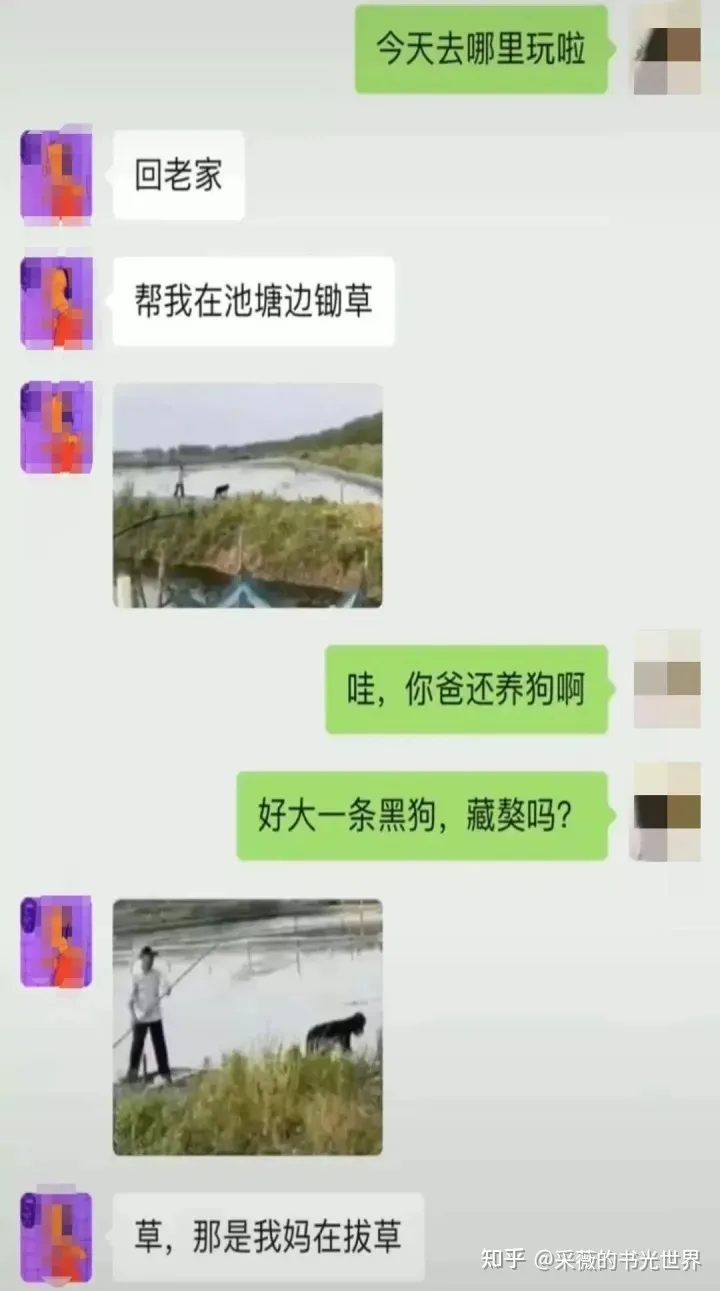 今天去哪里玩啦
回老家
帮我在池塘边锄草
哇，你爸还养狗啊
好大一条黑狗，藏獒吗？
草，那是我妈在拔草
知乎 @采薇的书光世界